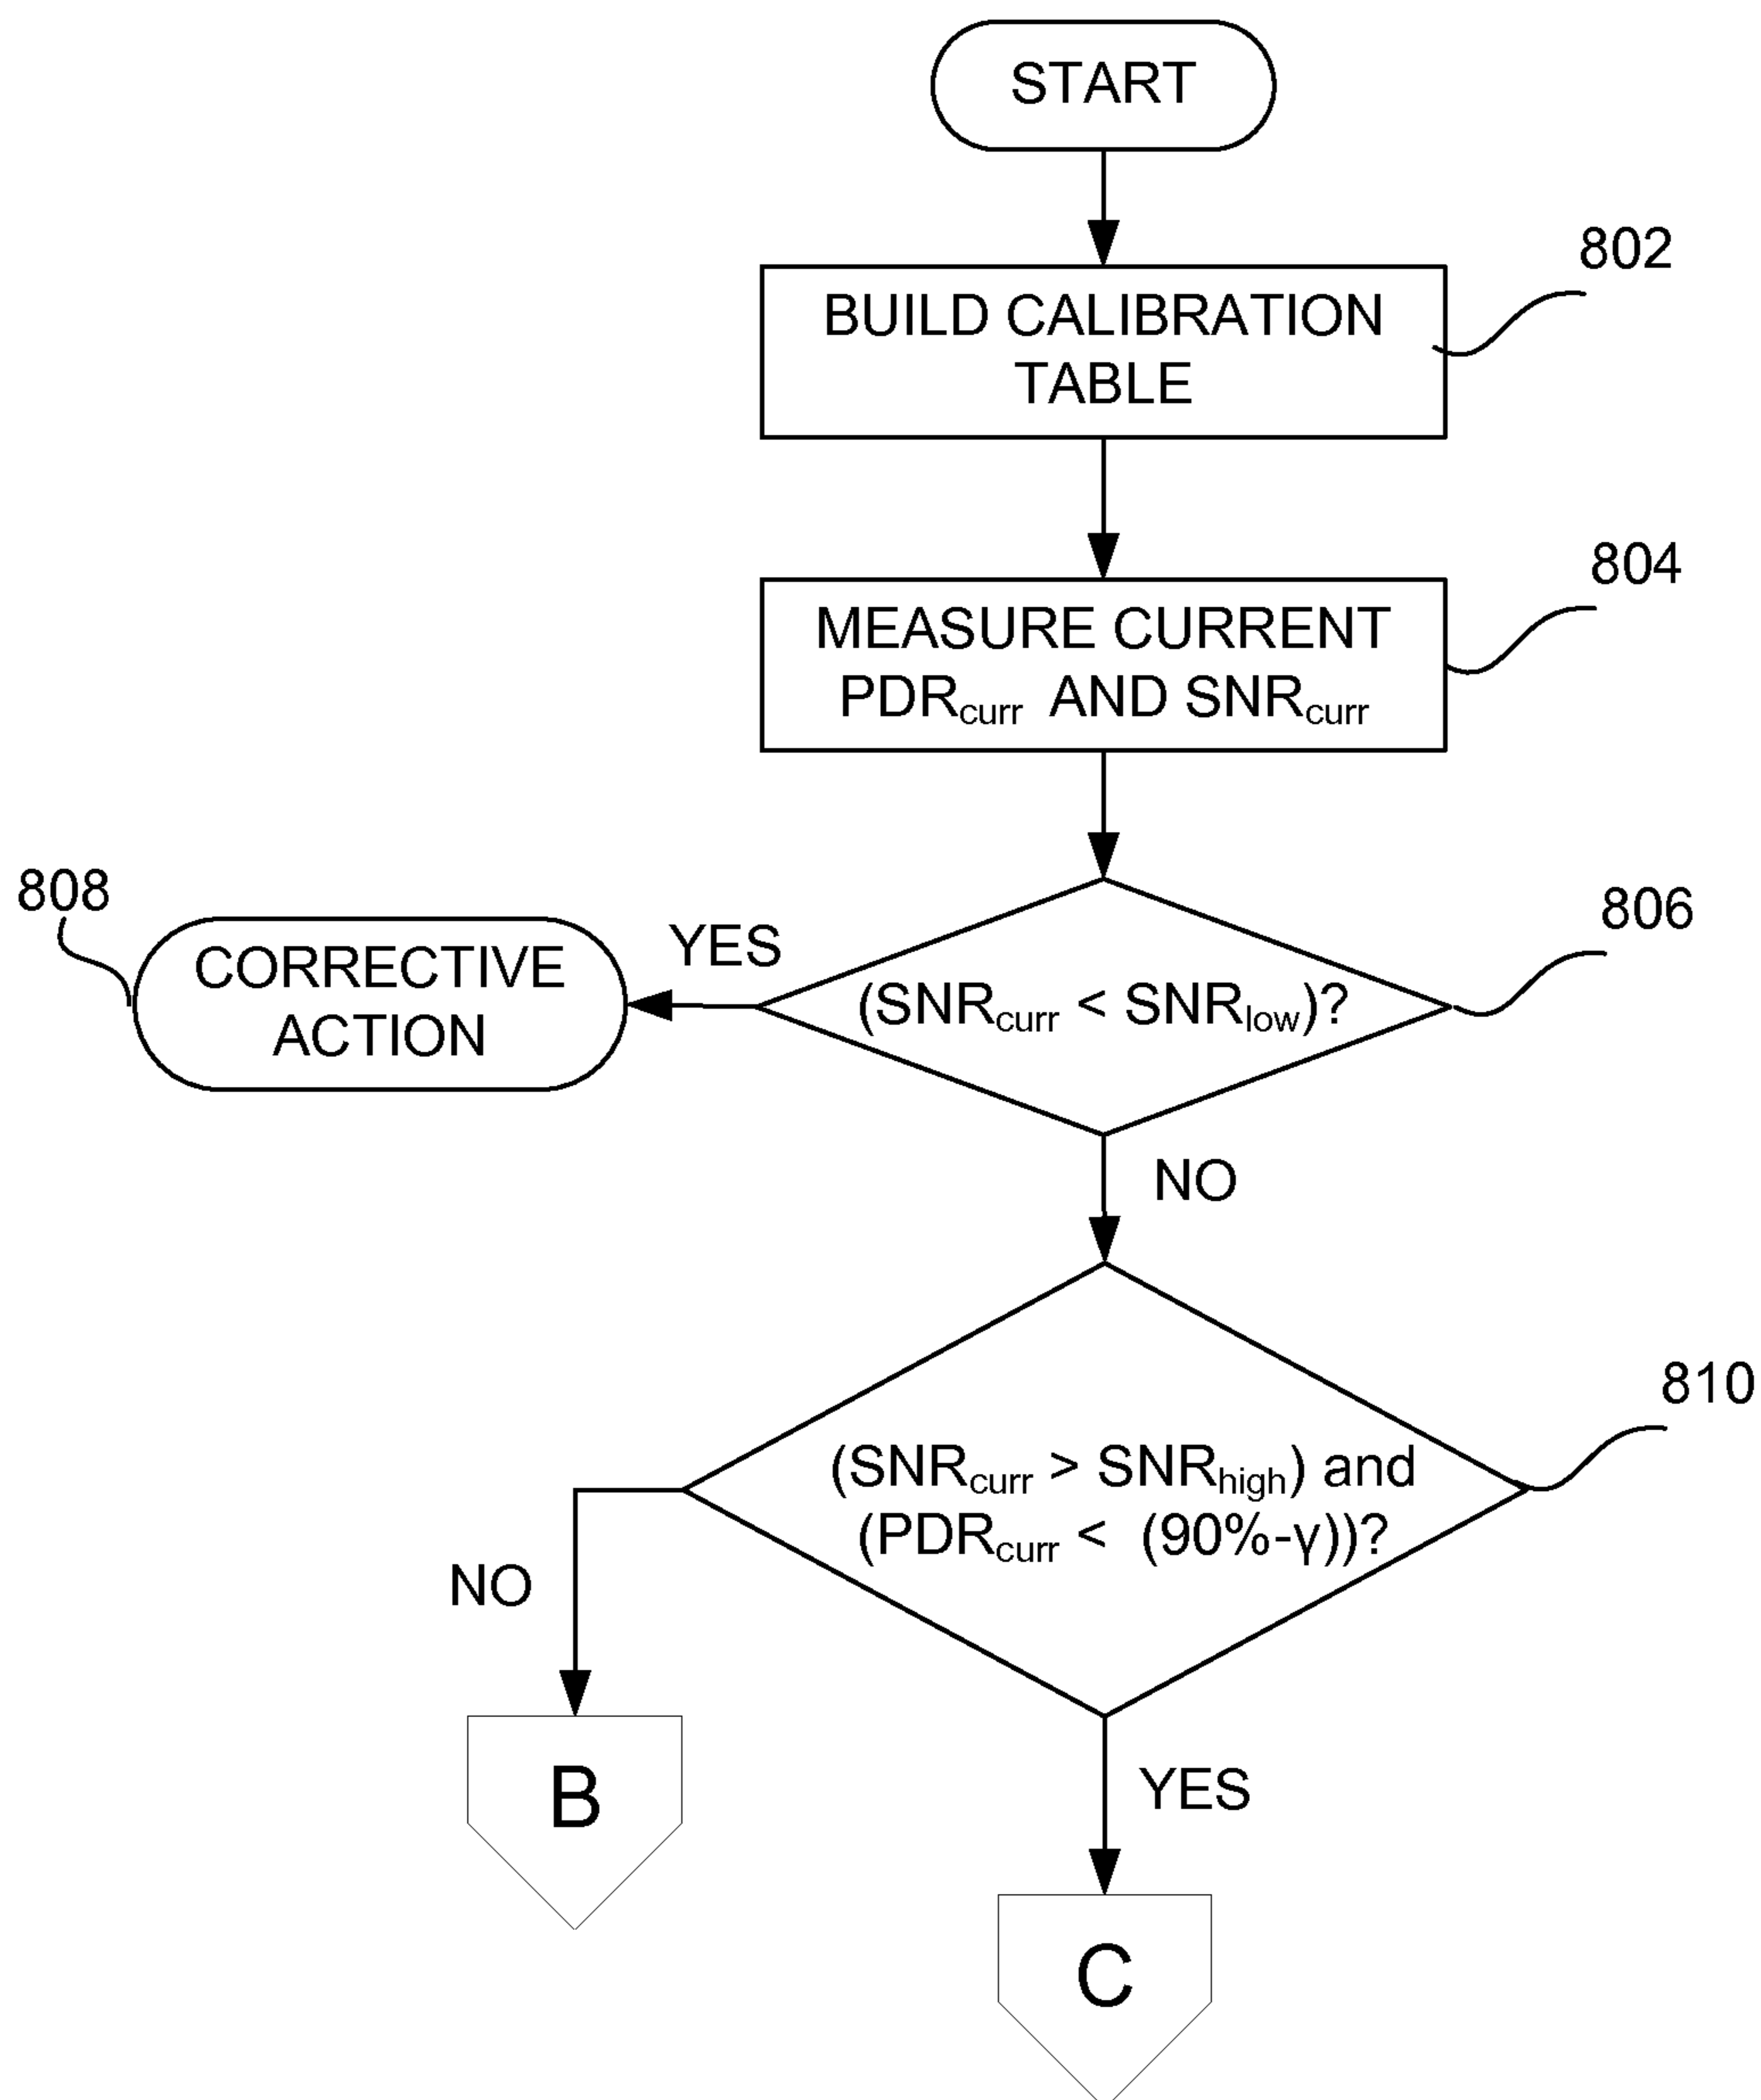 START
802
BUILD CALIBRATION
TABLE
804
MEASURE CURRENT
PDRcurr AND SNRcurr
808
CORRECTIVE
ACTION
YES
806
(SNRcurr < SNRlow)?
NO
810
(SNRcurr > SNRhigh) and
(PDRcurr < (90%-γ))?
NO
B
YES
C